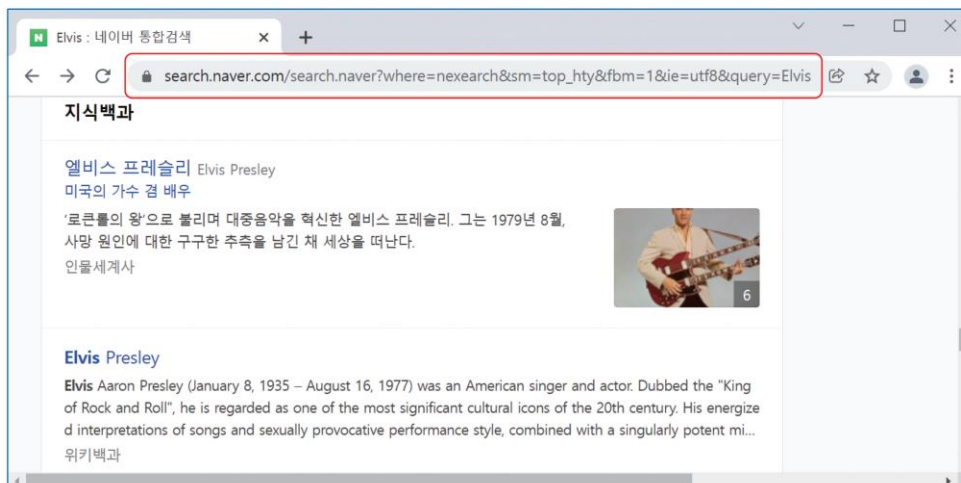 Elvis : 네이버 통합검색
search.naver.com/search.naver?where=nexearch&sm=top_hty&fbm=1&ie=utf8&query=Elvis
지식백과
엘비스 프레슬리 Elvis Presley
미국의 가수 겸 배우
'로큰롤의 왕'으로 불리며 대중음악을 혁신한 엘비스 프레슬리. 그는 1979년 8월,
사망 원인에 대한 구구한 추측을 남긴 채 세상을 떠난다.
인물세계사
6
Elvis Presley
Elvis Aaron Presley (January 8, 1935 – August 16, 1977) was an American singer and actor. Dubbed the "King
of Rock and Roll", he is regarded as one of the most significant cultural icons of the 20th century. His energize
d interpretations of songs and sexually provocative performance style, combined with a singularly potent mi...
위키백과